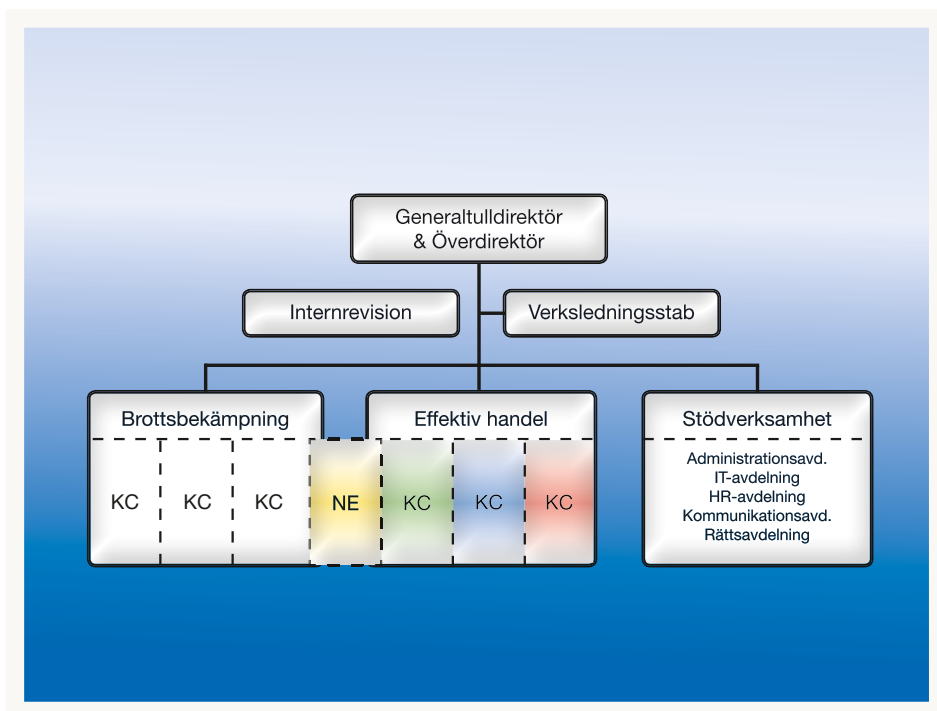 Generaltulldirektör
& Överdirektör
Internrevision
Verksledningsstab
Brottsbekämpning
KC
KC
KC
NE
Effektiv handel
KC
KC
KC
Stödverksamhet
Administrationsavd.
IT-avdelning
HR-avdelning
Kommunikationsavd.
Rättsavdelning